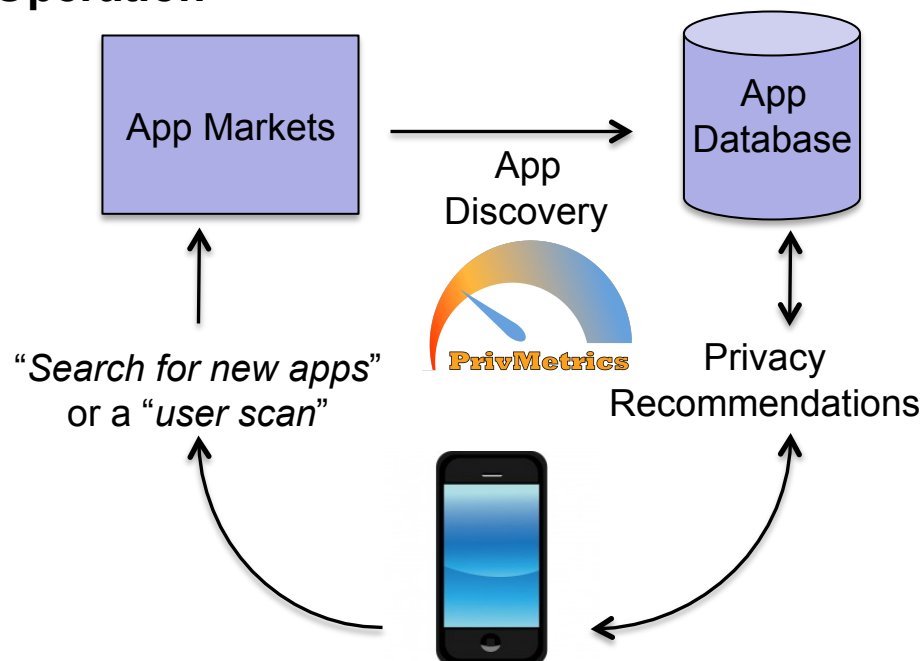 Operation
App Markets
App
Database
App
Discovery
PrivMetrics
“Search for new apps”
or a “user scan”
Privacy
Recommendations